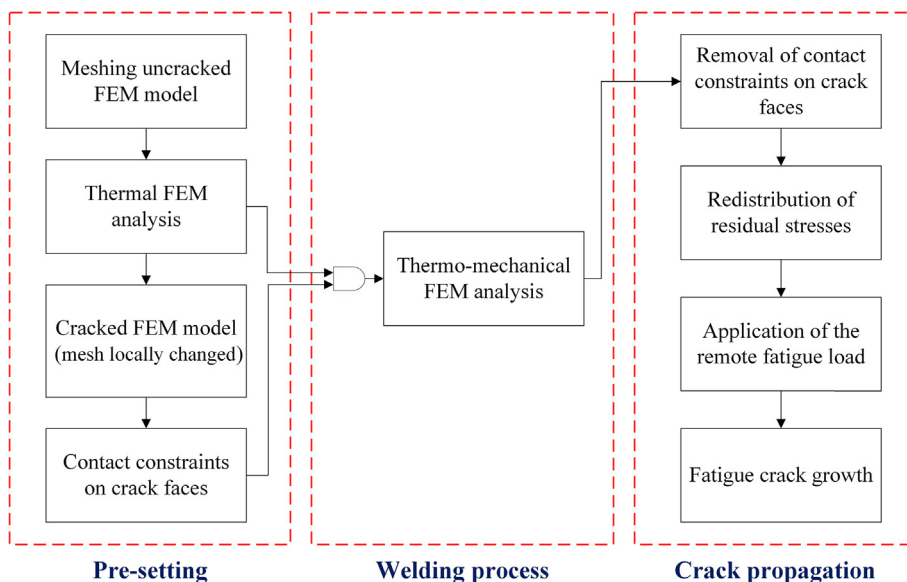 Meshing uncracked
FEM model
Thermal FEM
analysis
Cracked FEM model
(mesh locally changed)
Contact constraints
on crack faces
Pre-setting
Thermo-mechanical
FEM analysis
Welding process
Removal of contact
constraints on crack
faces
Redistribution of
residual stresses
Application of the
remote fatigue load
Fatigue crack growth
Crack propagation